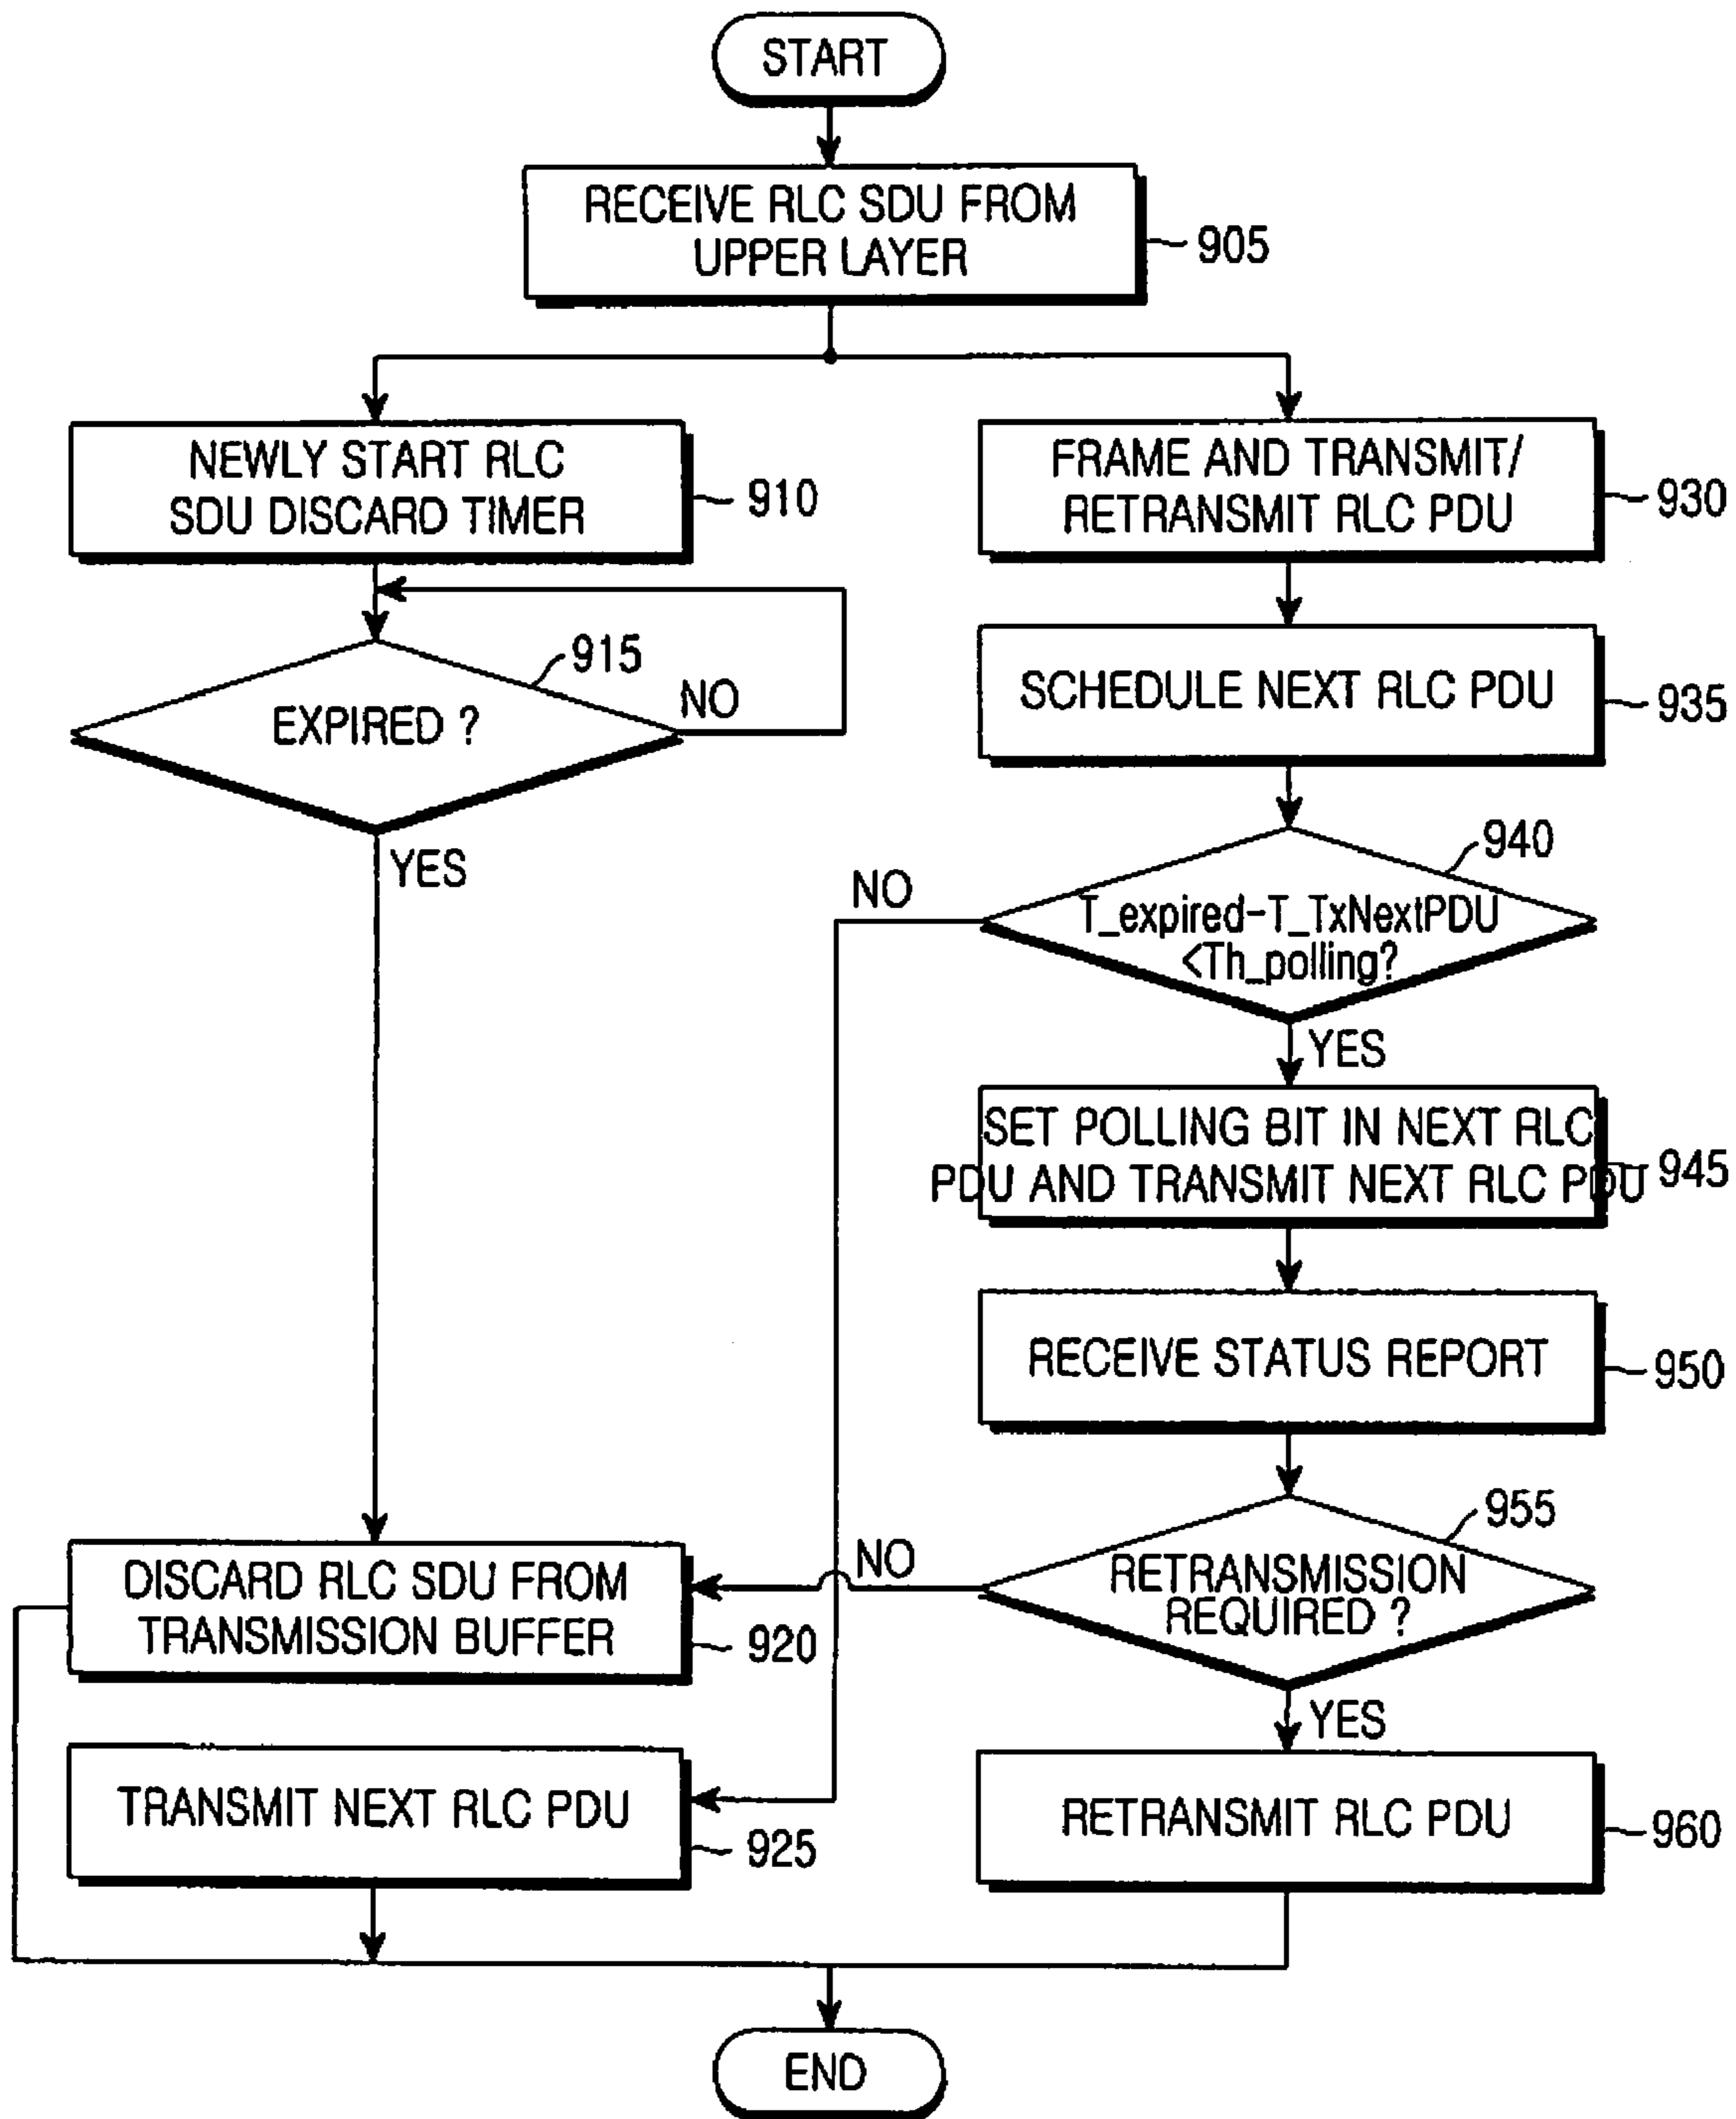 START
RECEIVE RLC SDU FROM
UPPER LAYER
905
NEWLY START RLC
SDU DISCARD TIMER
910
FRAME AND TRANSMIT/
RETRANSMIT RLC PDU
930
915
EXPIRED ?
NO
YES
SCHEDULE NEXT RLC PDU
935
940
NO
T_expired-T_TxNextPDU
<Th_polling?
YES
SET POLLING BIT IN NEXT RLC
PDU AND TRANSMIT NEXT RLC PDU
945
RECEIVE STATUS REPORT
950
955
NO
RETRANSMISSION
REQUIRED ?
YES
DISCARD RLC SDU FROM
TRANSMISSION BUFFER
920
TRANSMIT NEXT RLC PDU
925
RETRANSMIT RLC PDU
960
END